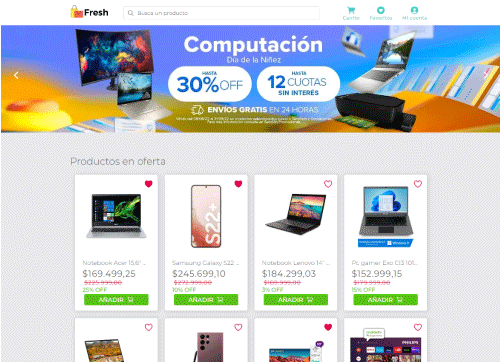 Fresh
Busca un producto
Carrito
Favoritos
Mi cuenta
Computación
Día de la Niñez
HASTA
30%OFF
HASTA
12 CUOTAS
SIN INTERÉS
ENVÍOS GRATIS EN 24 HORAS
Productos en oferta
S22+
Notebook Acer 15,6" ...
Samsung Galaxy S22 ...
Notebook Lenovo 14" ...
Pc gamer Exo Ci3 10ª...
$169.499,25
$245.699,10
$184.299,03
$152.999,15
$225.999,00
$272.999,00
$189.999,00
$179.999,00
25% OFF
10% OFF
3% OFF
15% OFF
AÑADIR
AÑADIR
AÑADIR
AÑADIR
PHILIPS